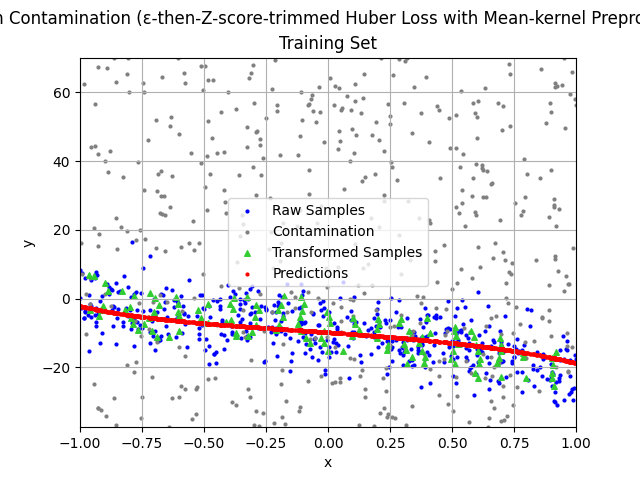 Contamination (ε-then-Z-score-trimmed Huber Loss with Mean-kernel
Training Set
60
40
20
0
−20
y
Raw Samples
Contamination
Transformed Samples
Predictions
−1.00 −0.75 −0.50 −0.25 0.00 0.25 0.50 0.75 1.00
x